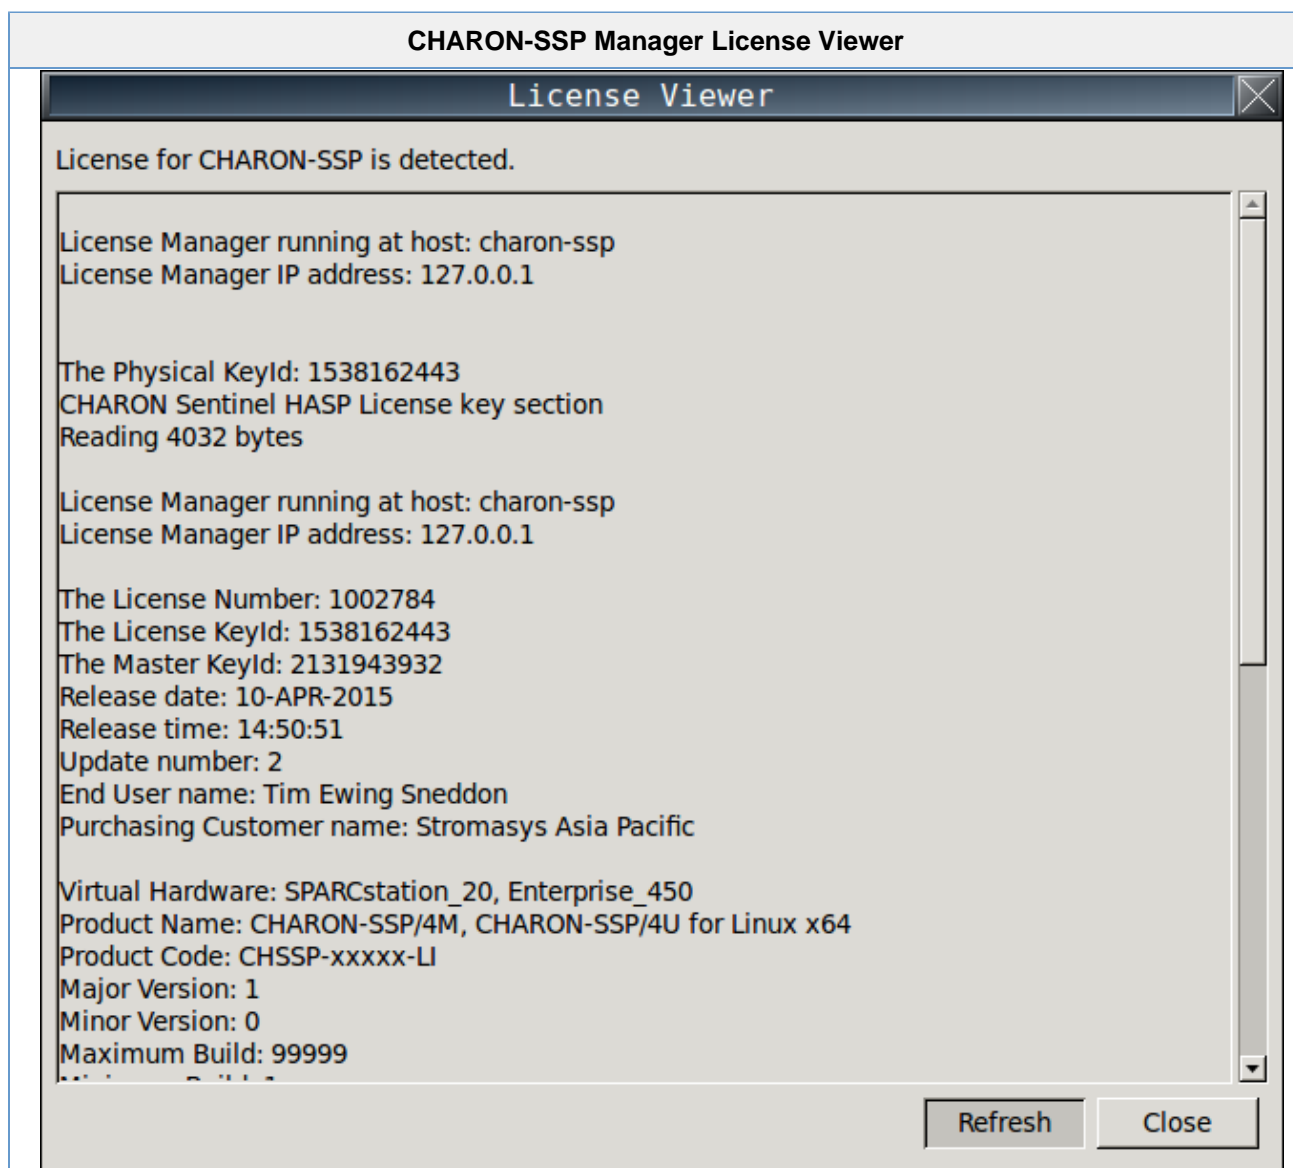 CHARON-SSP Manager License Viewer
License Viewer
License for CHARON-SSP is detected.
License Manager running at host: charon-ssp
License Manager IP address: 127.0.0.1
The Physical KeyId: 1538162443
CHARON Sentinel HASP License key section
Reading 4032 bytes
License Manager running at host: charon-ssp
License Manager IP address: 127.0.0.1
The License Number: 1002784
The License KeyId: 1538162443
The Master KeyId: 2131943932
Release date: 10-APR-2015
Release time: 14:50:51
Update number: 2
End User name: Tim Ewing Sneddon
Purchasing Customer name: Stromasys Asia Pacific
Virtual Hardware: SPARCstation_20, Enterprise_450
Product Name: CHARON-SSP/4M, CHARON-SSP/4U for Linux x64
Product Code: CHSSP-xxxxx-LI
Major Version: 1
Minor Version: 0
Maximum Build: 99999
Refresh
Close